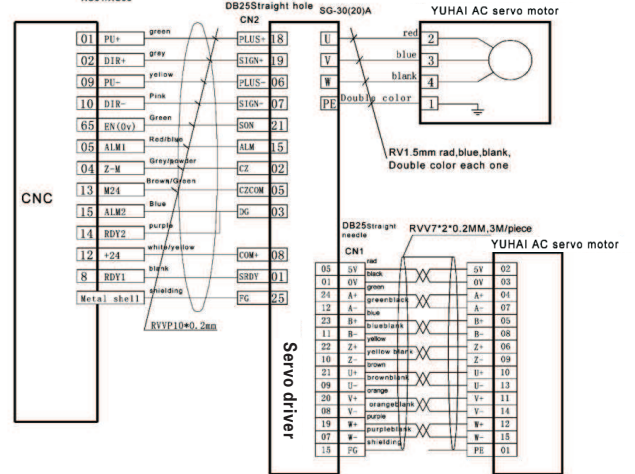 DB25Straight hole
CN2
SG-30(20)A
YUHAI AC servo motor
CNC
01 PU+ green PLUS+ 18
02 DIR+ grey SIGN+ 19
09 PU- yellow PLUS- 06
10 DIR- Pink SIGN- 07
65 EN(0v) Green SON 21
05 ALM1 Red/blue ALM 15
04 Z-M Grey/powder CZ 02
13 M24 Brown/Green CZCOM 05
15 ALM2 Blue DG 03
14 RDY2 purple
12 +24 white/yellow COM+ 08
8 RDY1 blank SRDY 01
Metal shell shielding FG 25
RVVP10*0.2mm
U red 2
V blue 3
W blank 4
PE Double color 1
RV1.5mm rad,blue,blank,
Double color each one
Servo driver
DB25Straight
needle
CN1
RVV7*2*0.2MM,3M/piece
YUHAI AC servo motor
05 5V red 5V 02
01 0V black 0V 03
24 A+ green A+ 04
12 A- greenblack A- 07
23 B+ blue B+ 05
11 B- blueblank B- 08
22 Z+ yellow Z+ 06
10 Z- yellow blank Z- 09
21 U+ brown U+ 10
09 U- brownblank U- 13
20 V+ orange V+ 11
08 V- orangeblank V- 14
19 W+ purple W+ 12
07 W- purpleblank W- 15
15 FG shielding PE 01